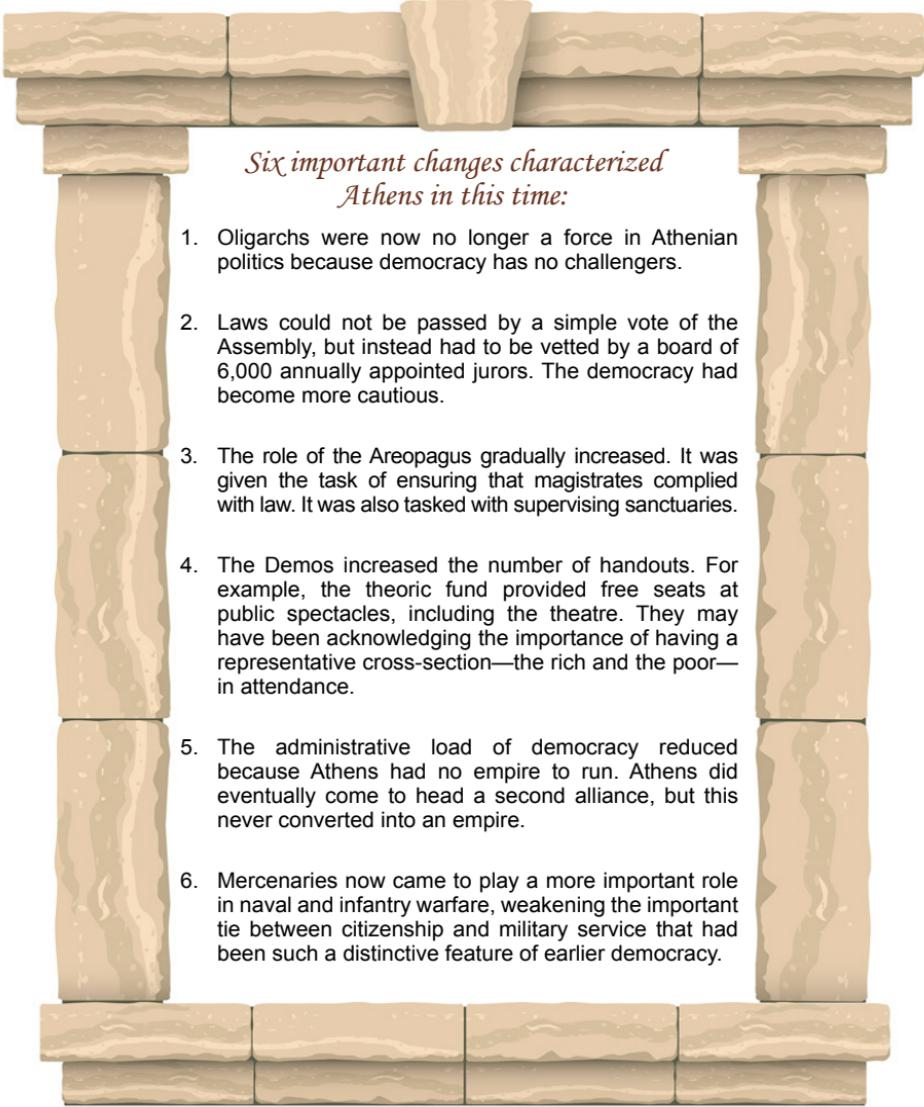 Six important changes characterized
Athens in this time:
1. Oligarchs were now no longer a force in Athenian
politics because democracy has no challengers.
2. Laws could not be passed by a simple vote of the
Assembly, but instead had to be vetted by a board of
6,000 annually appointed jurors. The democracy had
become more cautious.
3. The role of the Areopagus gradually increased. It was
given the task of ensuring that magistrates complied
with law. It was also tasked with supervising sanctuaries.
4. The Demos increased the number of handouts. For
example, the theoric fund provided free seats at
public spectacles, including the theatre. They may
have been acknowledging the importance of having a
representative cross-section—the rich and the poor—
in attendance.
5. The administrative load of democracy reduced
because Athens had no empire to run. Athens did
eventually come to head a second alliance, but this
never converted into an empire.
6. Mercenaries now came to play a more important role
in naval and infantry warfare, weakening the important
tie between citizenship and military service that had
been such a distinctive feature of earlier democracy.